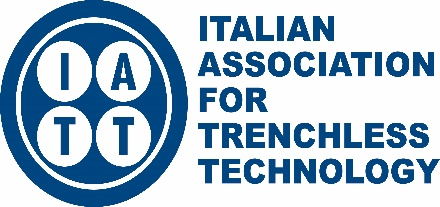 I A
T T
ITALIAN
ASSOCIATION
FOR
TRENCHLESS
TECHNOLOGY